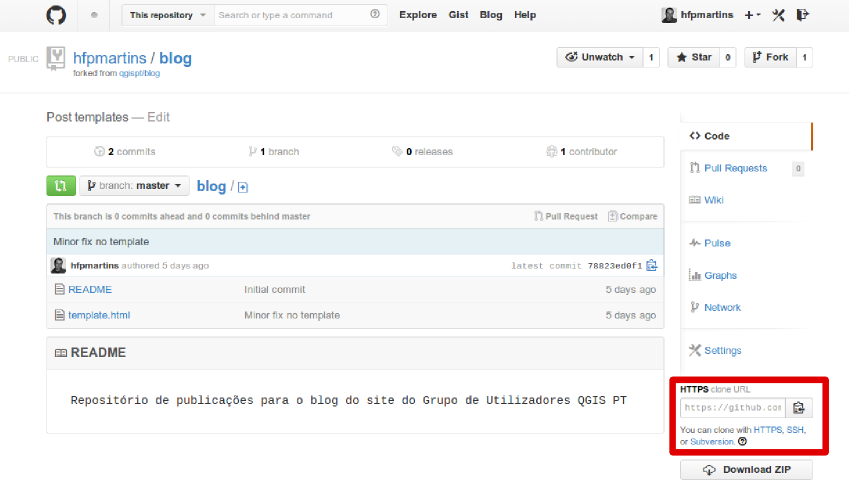 This repository
Search or type a command
Explore
Gist
Blog
Help
hfpmartins
PUBLIC
hfpmartins / blog
forked from qgispt/blog
Unwatch
1
Star
0
Fork
1
Post templates — Edit
2 commits
1 branch
0 releases
1 contributor
branch: master
blog /
This branch is 0 commits ahead and 0 commits behind master
Pull Request
Compare
Minor fix no template
hfpmartins authored 5 days ago
latest commit 78823ed0f1
README
Initial commit
5 days ago
template.html
Minor fix no template
5 days ago
README
Repositório de publicações para o blog do site do Grupo de Utilizadores QGIS PT
Code
Pull Requests
0
Wiki
Pulse
Graphs
Network
Settings
HTTPS clone URL
https://github.com
You can clone with HTTPS, SSH,
or Subversion.
Download ZIP